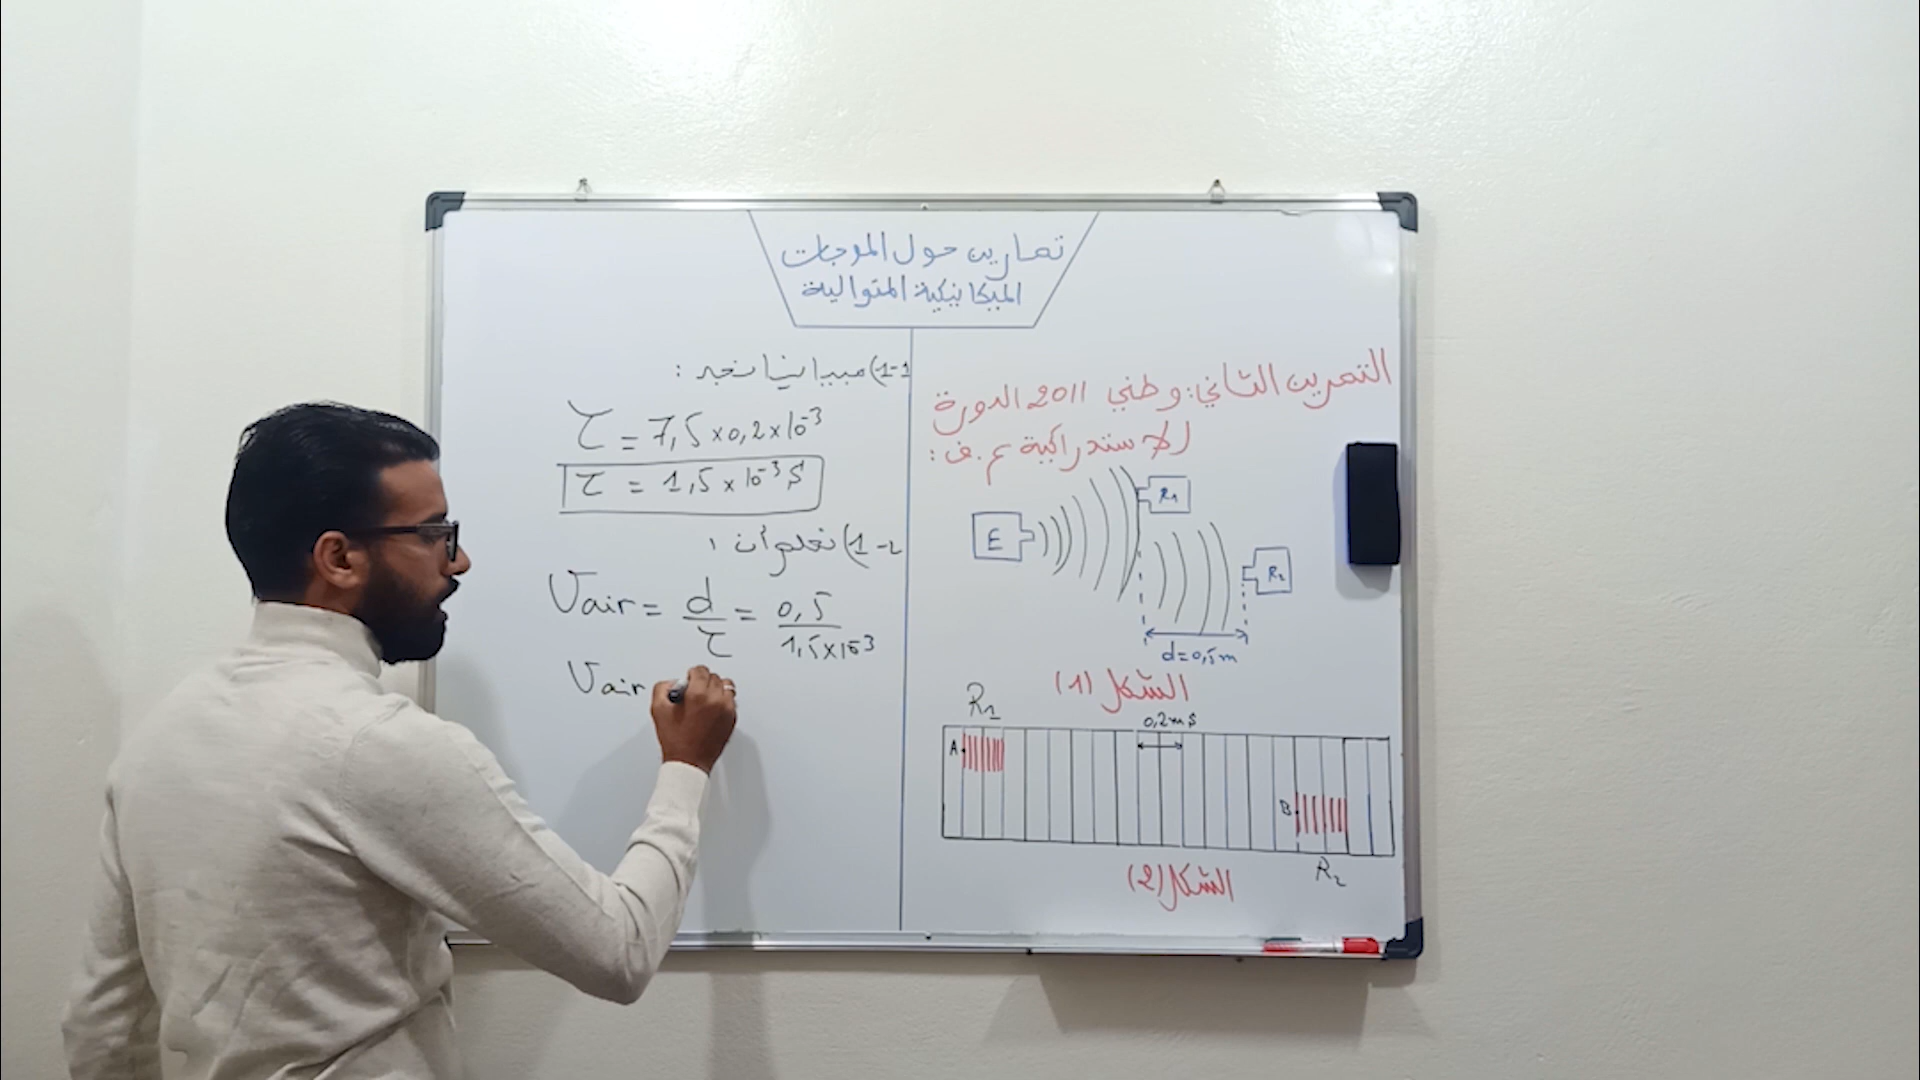 تمارين حول الموجات
الميكانيكية المتوالية
التمرين الثاني: وطني 2011 الدورة
الاستدراكية ع.ف:
E
R1
R2
d=0,5m
الشكل (1)
R1
0,2ms
A
B
R2
الشكل (2)
1-1) مبيانيا نجد :
τ = 7,5×0,2×10-3
τ = 1,5×10-3 s
1-2) نعلم أن :
Vair = d/τ = 0,5/1,5×10-3
Vair